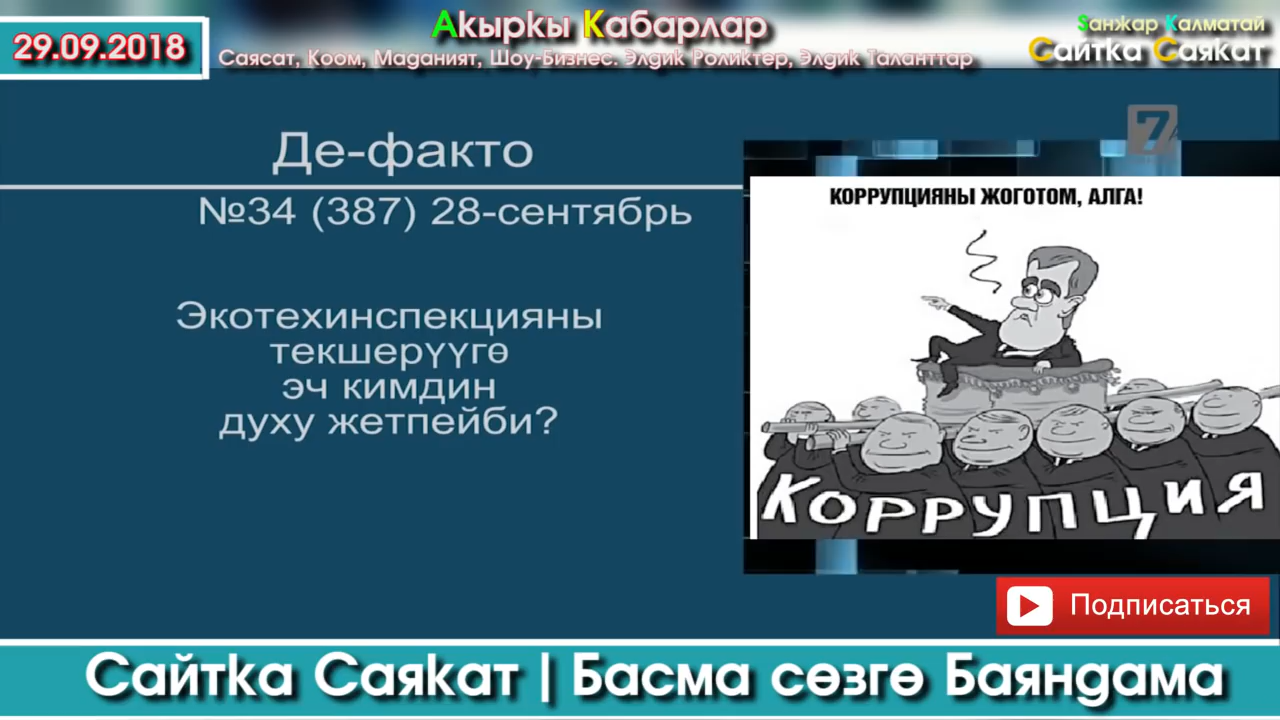 29.09.2018
Акыркы Кабарлар
Саясат, Коом, Маданият, Шоу-Бизнес. Элдик Роликтер, Элдик Таланттар
Sанжар Калматай
Сайтка Саякат
7
Де-факто
№34 (387) 28-сентябрь
Экотехинспекцияны
текшерүүгө
эч кимдин
духу жетпейби?
КОРРУПЦИЯНЫ ЖОГОТОМ, АЛГА!
КОРРУПЦИЯ
Подписаться
Сайтка Саякат | Басма сөзгө Баяндама